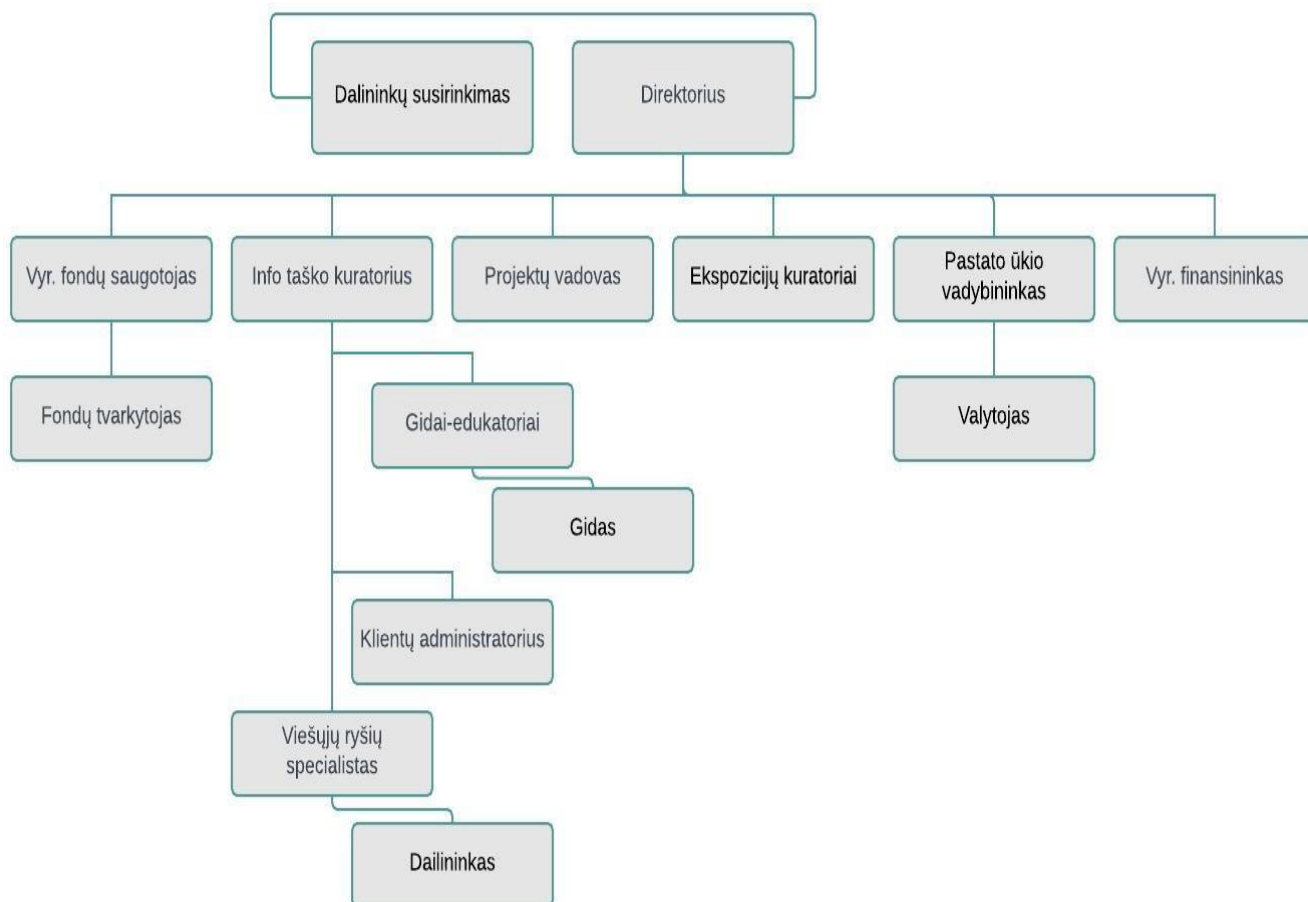 Dalininkų susirinkimas
Direktorius
Vyr. fondų saugotojas
Info taško kuratorius
Projektų vadovas
Ekspozicijų kuratoriai
Pastato ūkio
vadybininkas
Vyr. finansininkas
Fondų tvarkytojas
Gidai-edukatoriai
Valytojas
Gidas
Klientų administratorius
Viešųjų ryšių
specialistas
Dailininkas